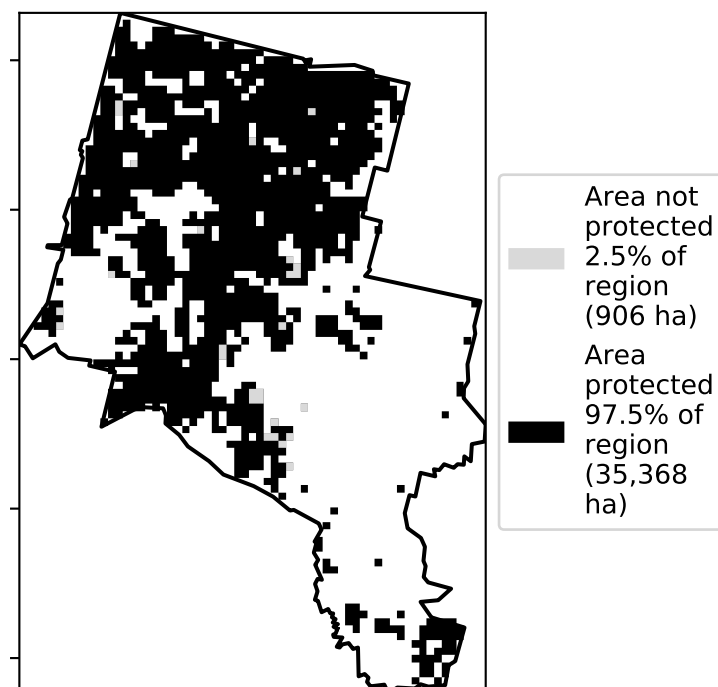 Area not
protected
2.5% of
region
(906 ha)
Area
protected
97.5% of
region
(35,368
ha)